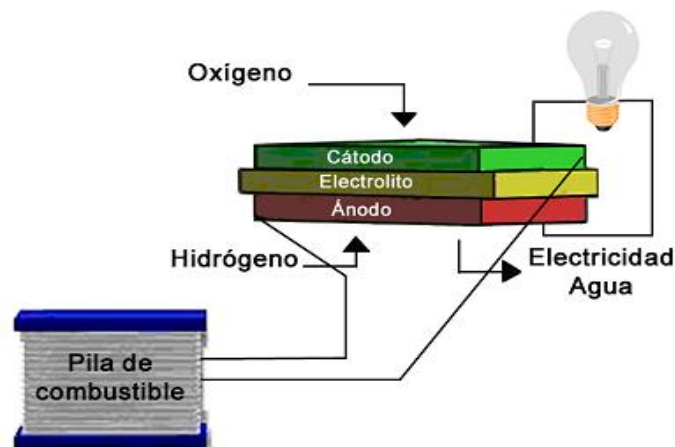 Oxígeno
Cátodo
Electrolito
Ánodo
Hidrógeno
Electricidad
Agua
Pila de
combustible